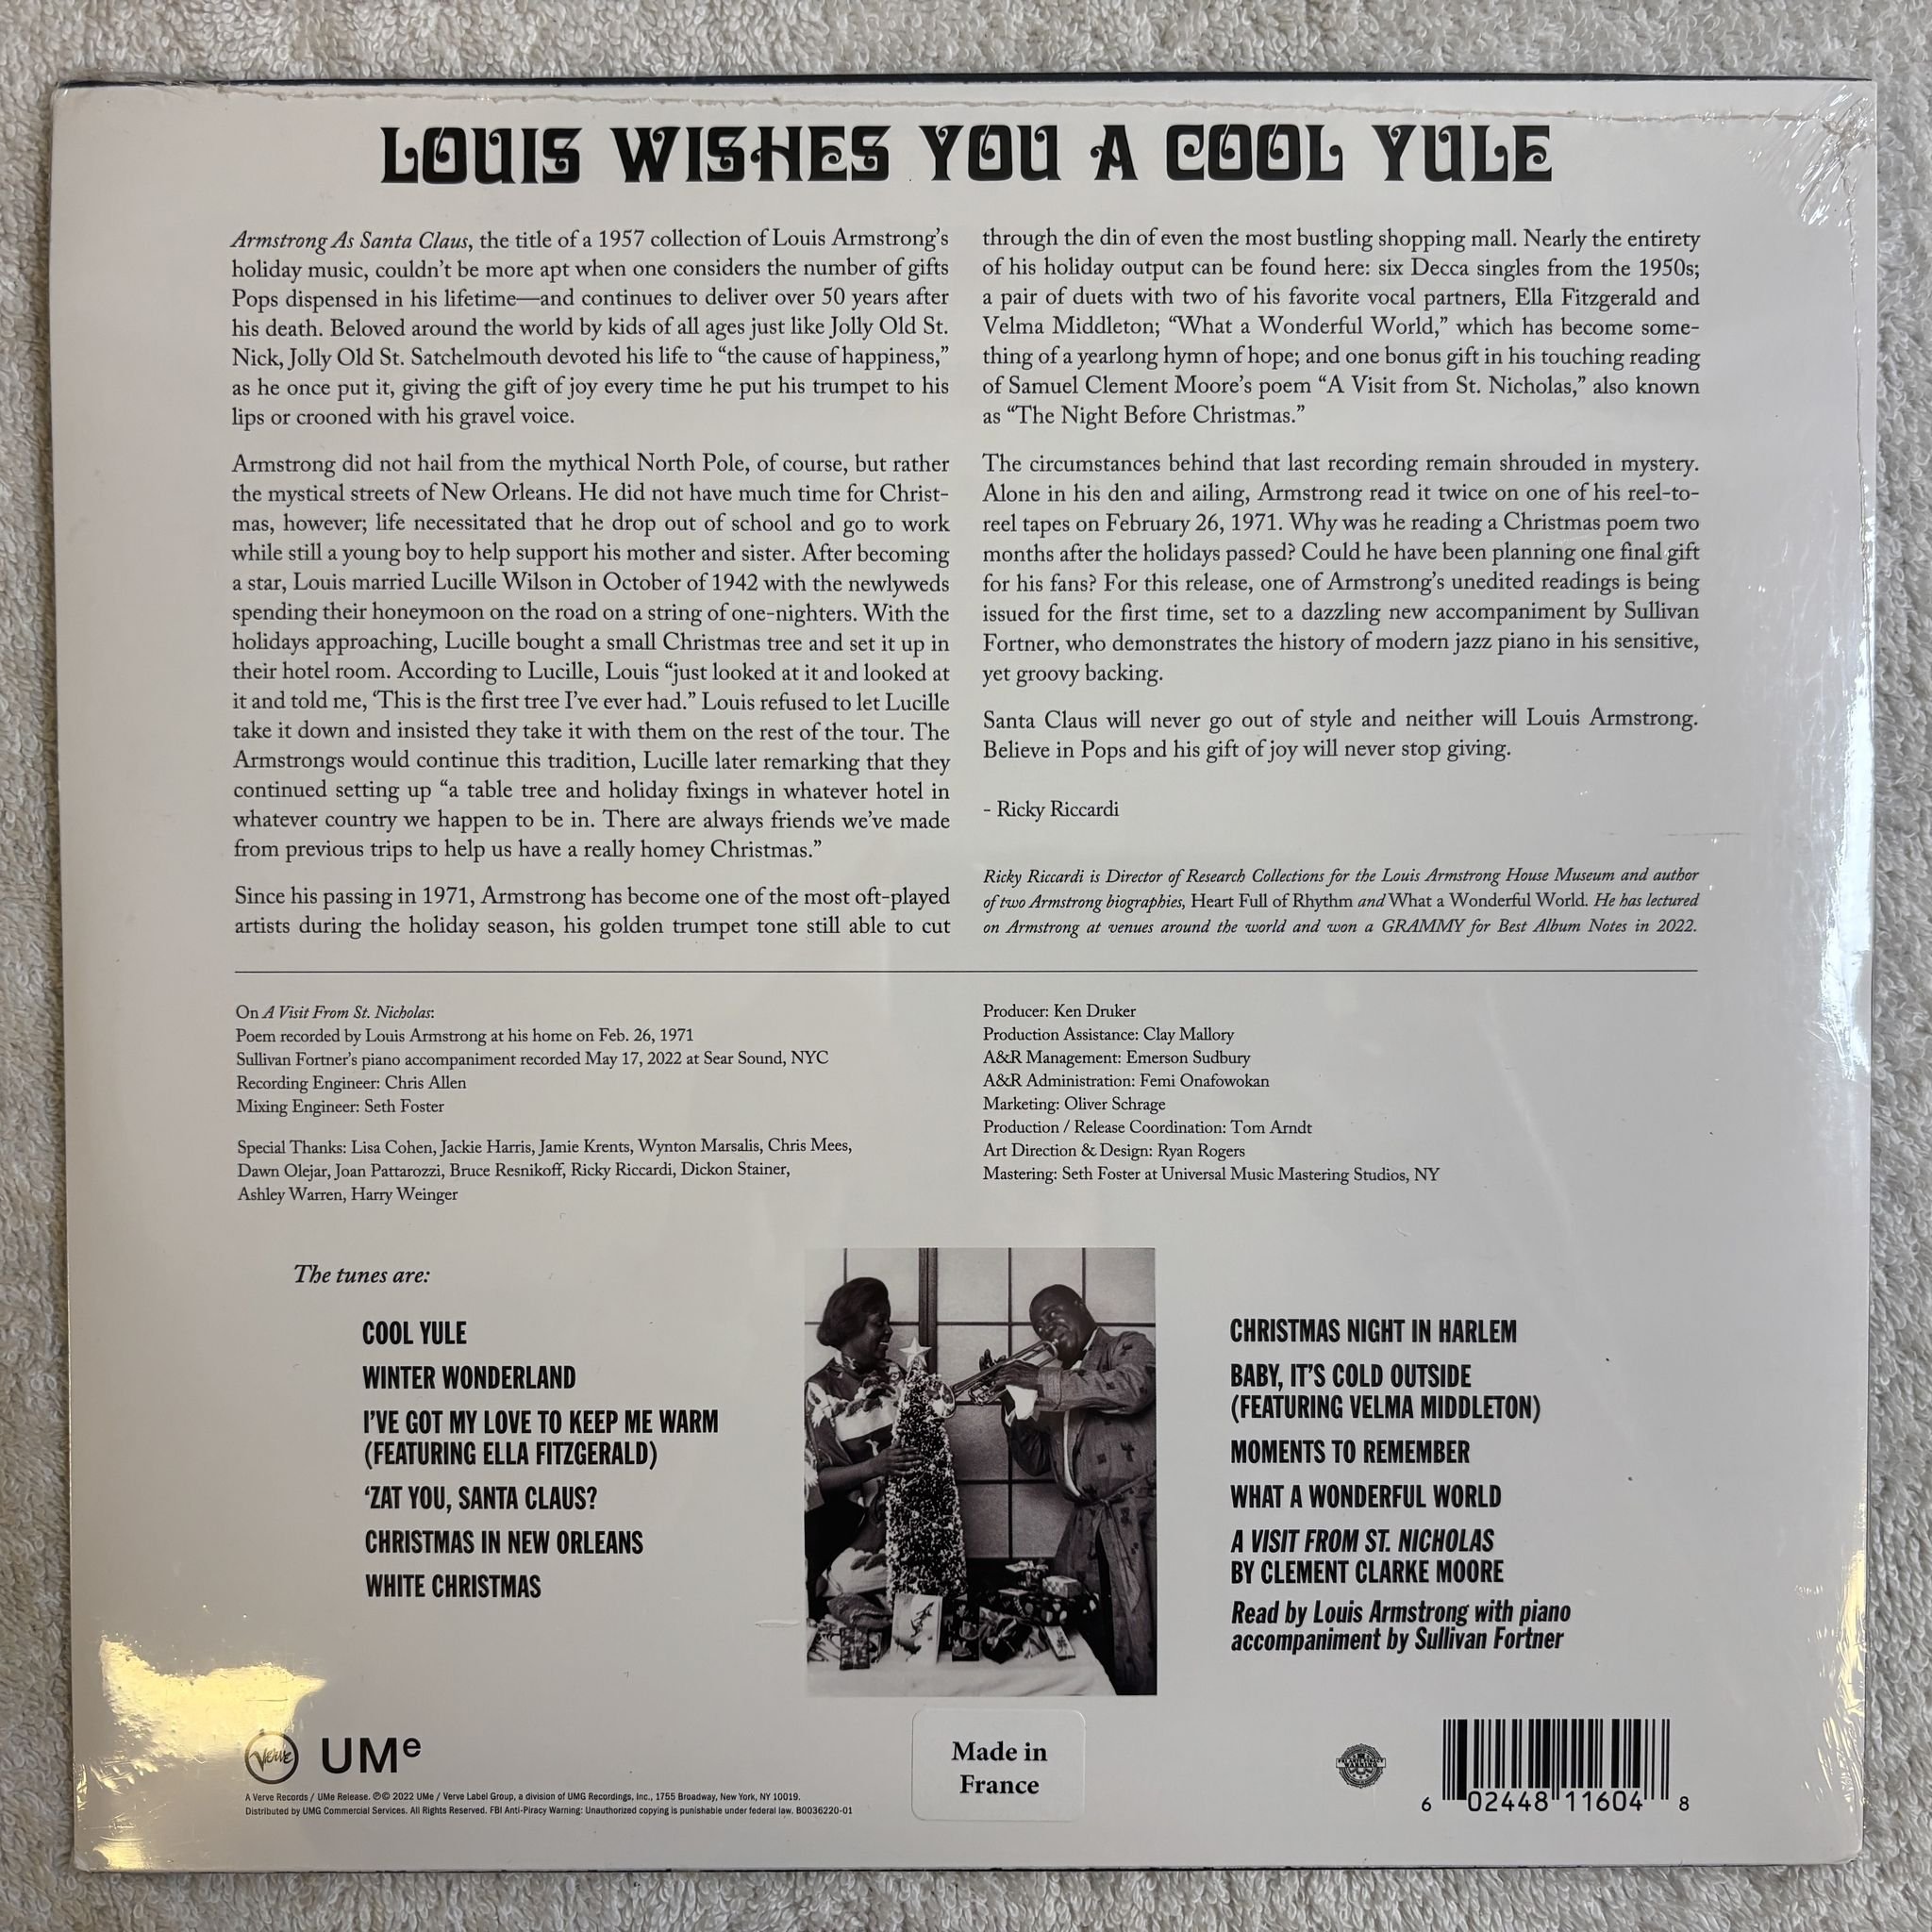 LOUIS WISHES YOU A COOL YULE
Armstrong As Santa Claus, the title of a 1957 collection of Louis Armstrong's
holiday music, couldn't be more apt when one considers the number of gifts
Pops dispensed in his lifetime—and continues to deliver over 50 years after
his death. Beloved around the world by kids of all ages just like Jolly Old St.
Nick, Jolly Old St. Satchelmouth devoted his life to “the cause of happiness,”
as he once put it, giving the gift of joy every time he put his trumpet to his
lips or crooned with his gravel voice.
Armstrong did not hail from the mythical North Pole, of course, but rather
the mystical streets of New Orleans. He did not have much time for Christ-
mas, however; life necessitated that he drop out of school and go to work
while still a young boy to help support his mother and sister. After becoming
a star, Louis married Lucille Wilson in October of 1942 with the newlyweds
spending their honeymoon on the road on a string of one-nighters. With the
holidays approaching, Lucille bought a small Christmas tree and set it up in
their hotel room. According to Lucille, Louis “just looked at it and looked at
it and told me, ‘This is the first tree I’ve ever had.” Louis refused to let Lucille
take it down and insisted they take it with them on the rest of the tour. The
Armstrongs would continue this tradition, Lucille later remarking that they
continued setting up “a table tree and holiday fixings in whatever hotel in
whatever country we happen to be in. There are always friends we’ve made
from previous trips to help us have a really homey Christmas.”
Since his passing in 1971, Armstrong has become one of the most oft-played
artists during the holiday season, his golden trumpet tone still able to cut
through the din of even the most bustling shopping mall. Nearly the entirety
of his holiday output can be found here: six Decca singles from the 1950s;
a pair of duets with two of his favorite vocal partners, Ella Fitzgerald and
Velma Middleton; “What a Wonderful World,” which has become some-
thing of a yearlong hymn of hope; and one bonus gift in his touching reading
of Samuel Clement Moore’s poem “A Visit from St. Nicholas,” also known
as “The Night Before Christmas.”
The circumstances behind that last recording remain shrouded in mystery.
Alone in his den and ailing, Armstrong read it twice on one of his reel-to-
reel tapes on February 26, 1971. Why was he reading a Christmas poem two
months after the holidays passed? Could he have been planning one final gift
for his fans? For this release, one of Armstrong’s unedited readings is being
issued for the first time, set to a dazzling new accompaniment by Sullivan
Fortner, who demonstrates the history of modern jazz piano in his sensitive,
yet groovy backing.
Santa Claus will never go out of style and neither will Louis Armstrong.
Believe in Pops and his gift of joy will never stop giving.
- Ricky Riccardi
Ricky Riccardi is Director of Research Collections for the Louis Armstrong House Museum and author
of two Armstrong biographies, Heart Full of Rhythm and What a Wonderful World. He has lectured
on Armstrong at venues around the world and won a GRAMMY for Best Album Notes in 2022.
On A Visit From St. Nicholas:
Poem recorded by Louis Armstrong at his home on Feb. 26, 1971
Sullivan Fortner’s piano accompaniment recorded May 17, 2022 at Sear Sound, NYC
Recording Engineer: Chris Allen
Mixing Engineer: Seth Foster
Special Thanks: Lisa Cohen, Jackie Harris, Jamie Krents, Wynton Marsalis, Chris Mees,
Dawn Olejar, Joan Pattarozzi, Bruce Resnikoff, Ricky Riccardi, Dickon Stainer,
Ashley Warren, Harry Weinger
Producer: Ken Druker
Production Assistance: Clay Mallory
A&R Management: Emerson Sudbury
A&R Administration: Femi Onafowokan
Marketing: Oliver Schrage
Production / Release Coordination: Tom Arndt
Art Direction & Design: Ryan Rogers
Mastering: Seth Foster at Universal Music Mastering Studios, NY
The tunes are:
COOL YULE
WINTER WONDERLAND
I’VE GOT MY LOVE TO KEEP ME WARM
(FEATURING ELLA FITZGERALD)
‘ZAT YOU, SANTA CLAUS?
CHRISTMAS IN NEW ORLEANS
WHITE CHRISTMAS
CHRISTMAS NIGHT IN HARLEM
BABY, IT’S COLD OUTSIDE
(FEATURING VELMA MIDDLETON)
MOMENTS TO REMEMBER
WHAT A WONDERFUL WORLD
A VISIT FROM ST. NICHOLAS
BY CLEMENT CLARKE MOORE
Read by Louis Armstrong with piano
accompaniment by Sullivan Fortner
Verve UMe
A Verve Records / UMe Release. ℗© 2022 UMe / Verve Label Group, a division of UMG Recordings, Inc., 1755 Broadway, New York, NY 10019.
Distributed by UMG Commercial Services. All Rights Reserved. FBI Anti-Piracy Warning: Unauthorized copying is punishable under federal law. B0036220-01
Made in
France
6 02448 11604 8